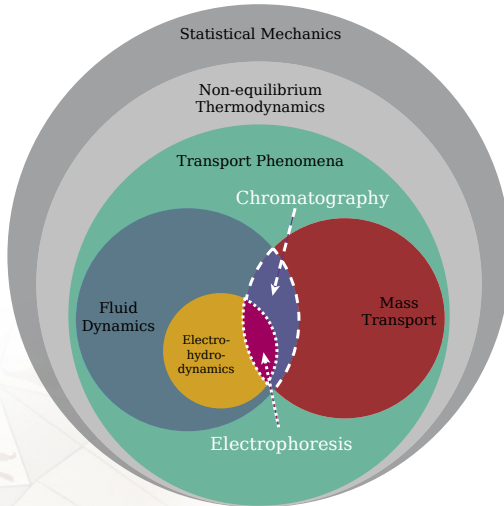 Statistical Mechanics
Non-equilibrium
Thermodynamics
Transport Phenomena
Chromatography
Fluid
Dynamics
Mass
Transport
Electro-
hydro-
dynamics
Electrophoresis